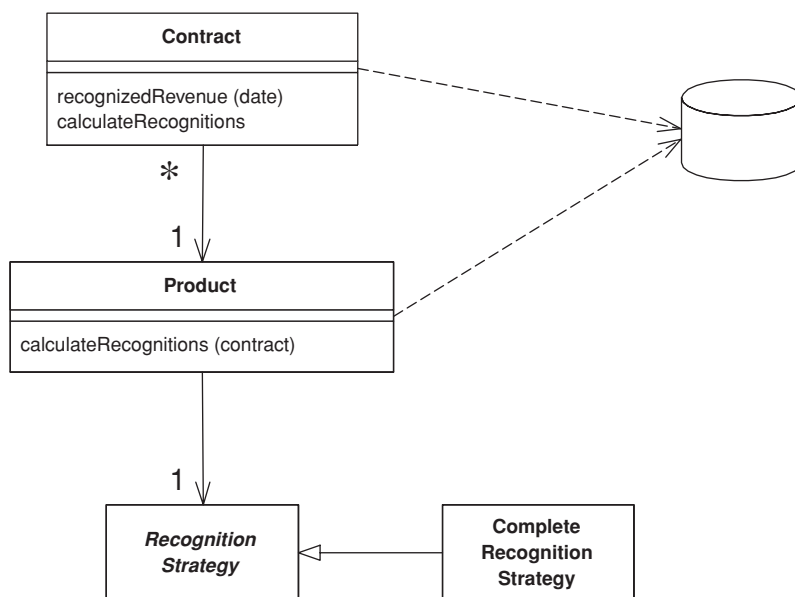 Contract
recognizedRevenue (date)
calculateRecognitions
*
1
Product
calculateRecognitions (contract)
1
Recognition
Strategy
Complete
Recognition
Strategy